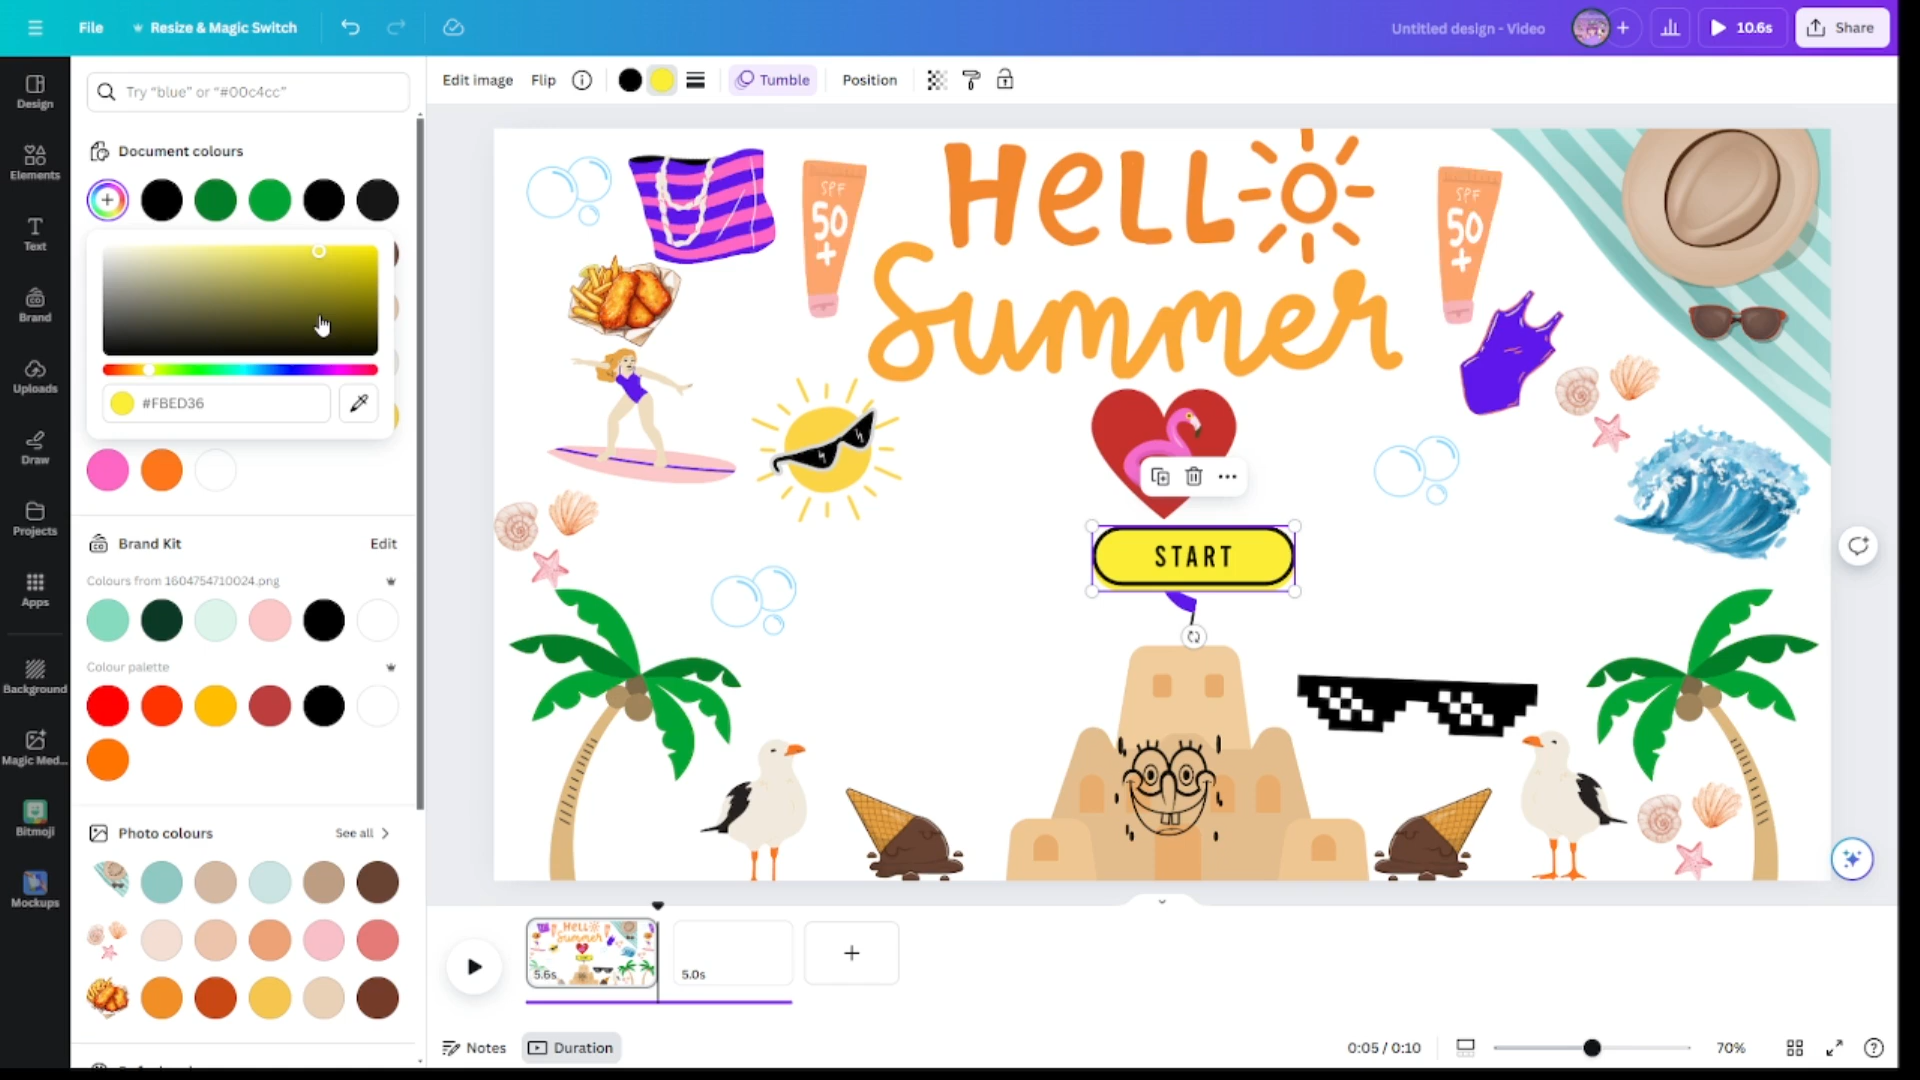 File
Resize & Magic Switch
Untitled design - Video
10.6s
Share
Design
Elements
Text
Brand
Uploads
Draw
Projects
Apps
Background
Magic Med...
Bitmoji
Mockups
Try “blue” or “#00c4cc”
Document colours
#FBED36
Brand Kit
Edit
Colours from 1604754710024.png
Colour palette
Photo colours
See all
Edit image
Flip
Tumble
Position
HELLO
Summer
SPF
50
+
SPF
50
+
START
5.6s
5.0s
Notes
Duration
0:05 / 0:10
70%